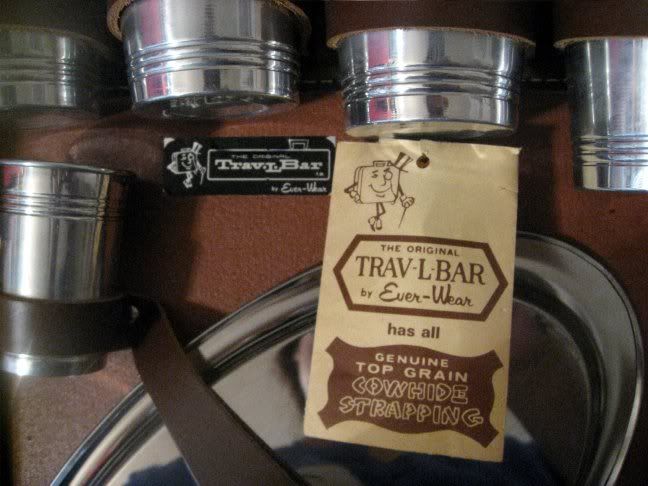 THE ORIGINAL
TRAV-L-BAR
by Ever-Wear
THE ORIGINAL
TRAV-L-BAR
by Ever-Wear
has all
GENUINE
TOP GRAIN
COWHIDE
STRAPPING